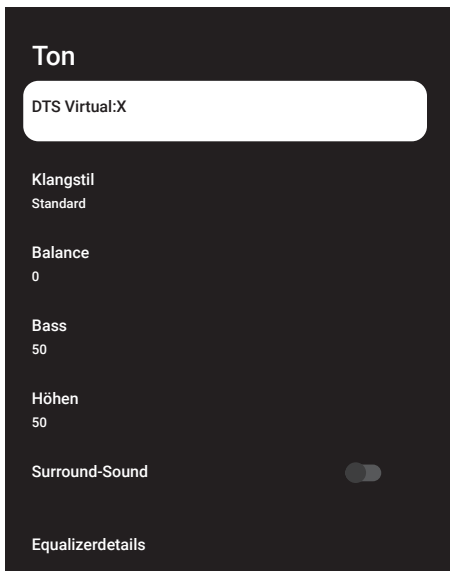 Ton
DTS Virtual:X
Klangstil
Standard
Balance
0
Bass
50
Höhen
50
Surround-Sound
Equalizerdetails